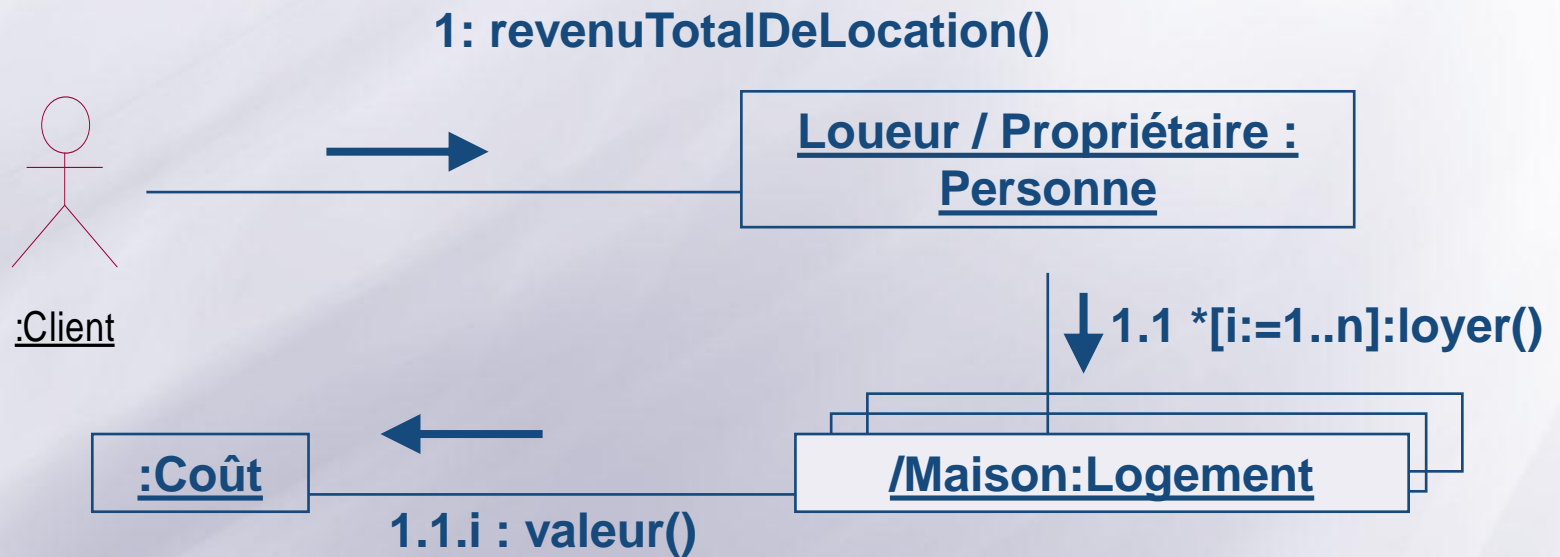 1: revenuTotalDeLocation()
Loueur / Propriétaire :
Personne
:Client
1.1 *[i:=1..n]:loyer()
:Coût
/Maison:Logement
1.1.i : valeur()